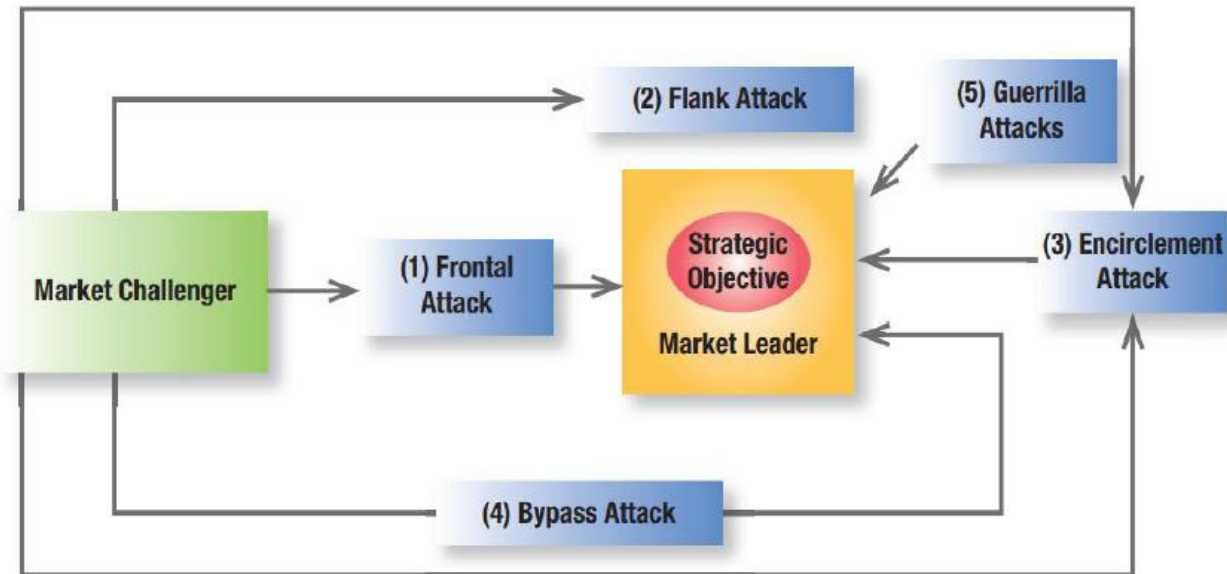 (2) Flank Attack
(5) Guerrilla
Attacks
Market Challenger
(1) Frontal
Attack
Strategic
Objective
Market Leader
(3) Encirclement
Attack
(4) Bypass Attack